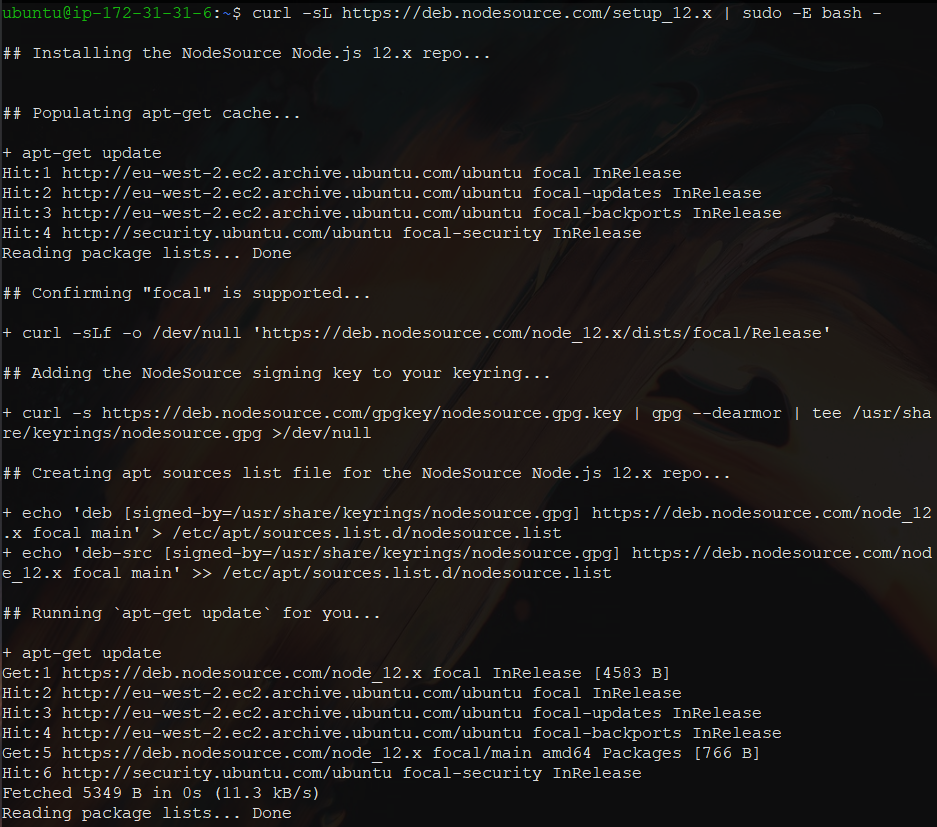 ubuntu@ip-172-31-31-6:~$ curl -sL https://deb.nodesource.com/setup_12.x | sudo -E bash -
## Installing the NodeSource Node.js 12.x repo...
## Populating apt-get cache...
+ apt-get update
Hit:1 http://eu-west-2.ec2.archive.ubuntu.com/ubuntu focal InRelease
Hit:2 http://eu-west-2.ec2.archive.ubuntu.com/ubuntu focal-updates InRelease
Hit:3 http://eu-west-2.ec2.archive.ubuntu.com/ubuntu focal-backports InRelease
Hit:4 http://security.ubuntu.com/ubuntu focal-security InRelease
Reading package lists... Done
## Confirming "focal" is supported...
+ curl -sLf -o /dev/null 'https://deb.nodesource.com/node_12.x/dists/focal/Release'
## Adding the NodeSource signing key to your keyring...
+ curl -s https://deb.nodesource.com/gpgkey/nodesource.gpg.key | gpg --dearmor | tee /usr/sha
re/keyrings/nodesource.gpg >/dev/null
## Creating apt sources list file for the NodeSource Node.js 12.x repo...
+ echo 'deb [signed-by=/usr/share/keyrings/nodesource.gpg] https://deb.nodesource.com/node_12
.x focal main' > /etc/apt/sources.list.d/nodesource.list
+ echo 'deb-src [signed-by=/usr/share/keyrings/nodesource.gpg] https://deb.nodesource.com/nod
e_12.x focal main' >> /etc/apt/sources.list.d/nodesource.list
## Running `apt-get update` for you...
+ apt-get update
Get:1 https://deb.nodesource.com/node_12.x focal InRelease [4583 B]
Hit:2 http://eu-west-2.ec2.archive.ubuntu.com/ubuntu focal InRelease
Hit:3 http://eu-west-2.ec2.archive.ubuntu.com/ubuntu focal-updates InRelease
Hit:4 http://eu-west-2.ec2.archive.ubuntu.com/ubuntu focal-backports InRelease
Get:5 https://deb.nodesource.com/node_12.x focal/main amd64 Packages [766 B]
Hit:6 http://security.ubuntu.com/ubuntu focal-security InRelease
Fetched 5349 B in 0s (11.3 kB/s)
Reading package lists... Done